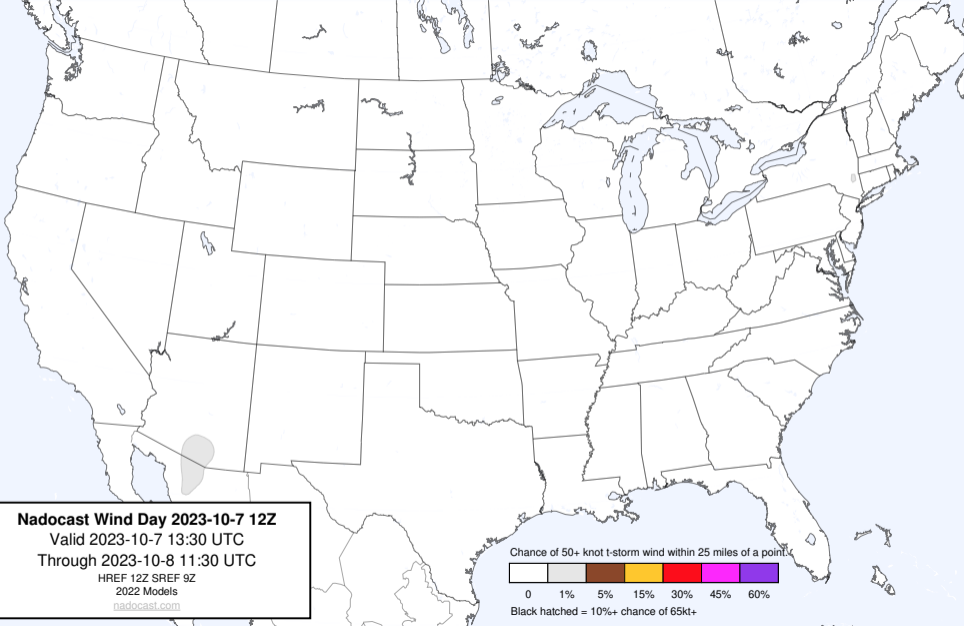 Nadocast Wind Day 2023-10-7 12Z
Valid 2023-10-7 13:30 UTC
Through 2023-10-8 11:30 UTC
HREF 12Z SREF 9Z
2022 Models
nadocast.com
Chance of 50+ knot t-storm wind within 25 miles of a point.
0 1% 5% 15% 30% 45% 60%
Black hatched = 10%+ chance of 65kt+